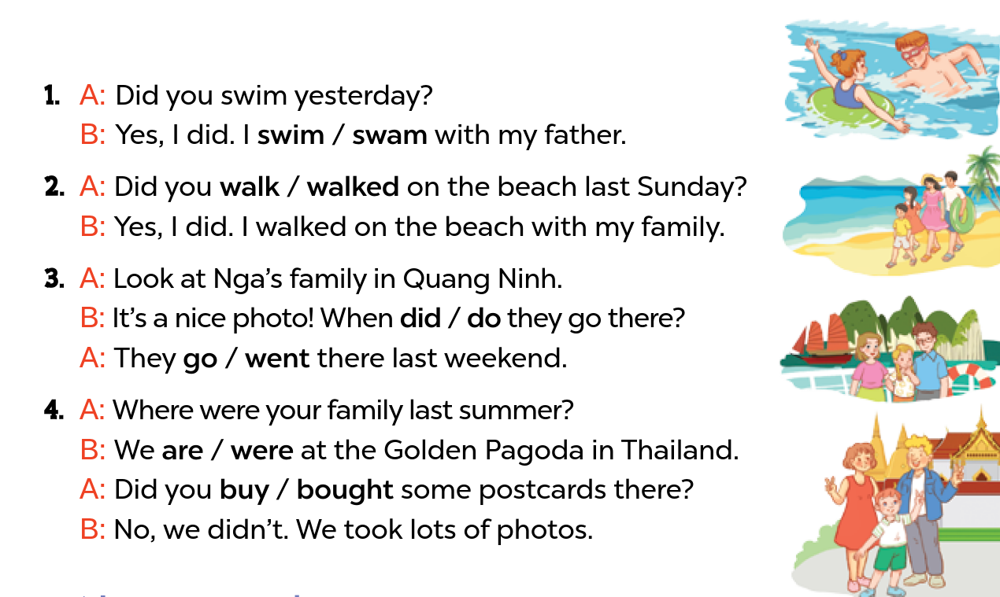 1. A: Did you swim yesterday?
B: Yes, I did. I swim / swam with my father.
2. A: Did you walk / walked on the beach last Sunday?
B: Yes, I did. I walked on the beach with my family.
3. A: Look at Nga’s family in Quang Ninh.
B: It’s a nice photo! When did / do they go there?
A: They go / went there last weekend.
4. A: Where were your family last summer?
B: We are / were at the Golden Pagoda in Thailand.
A: Did you buy / bought some postcards there?
B: No, we didn’t. We took lots of photos.